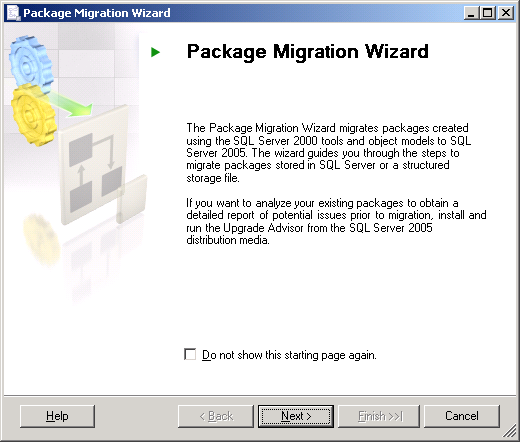 Package Migration Wizard
Package Migration Wizard
The Package Migration Wizard migrates packages created
using the SQL Server 2000 tools and object models to SQL
Server 2005. The wizard guides you through the steps to
migrate packages stored in SQL Server or a structured
storage file.
If you want to analyze your existing packages to obtain a
detailed report of potential issues prior to migration, install and
run the Upgrade Advisor from the SQL Server 2005
distribution media.
Do not show this starting page again.
Help
< Back
Next >
Finish >>|
Cancel